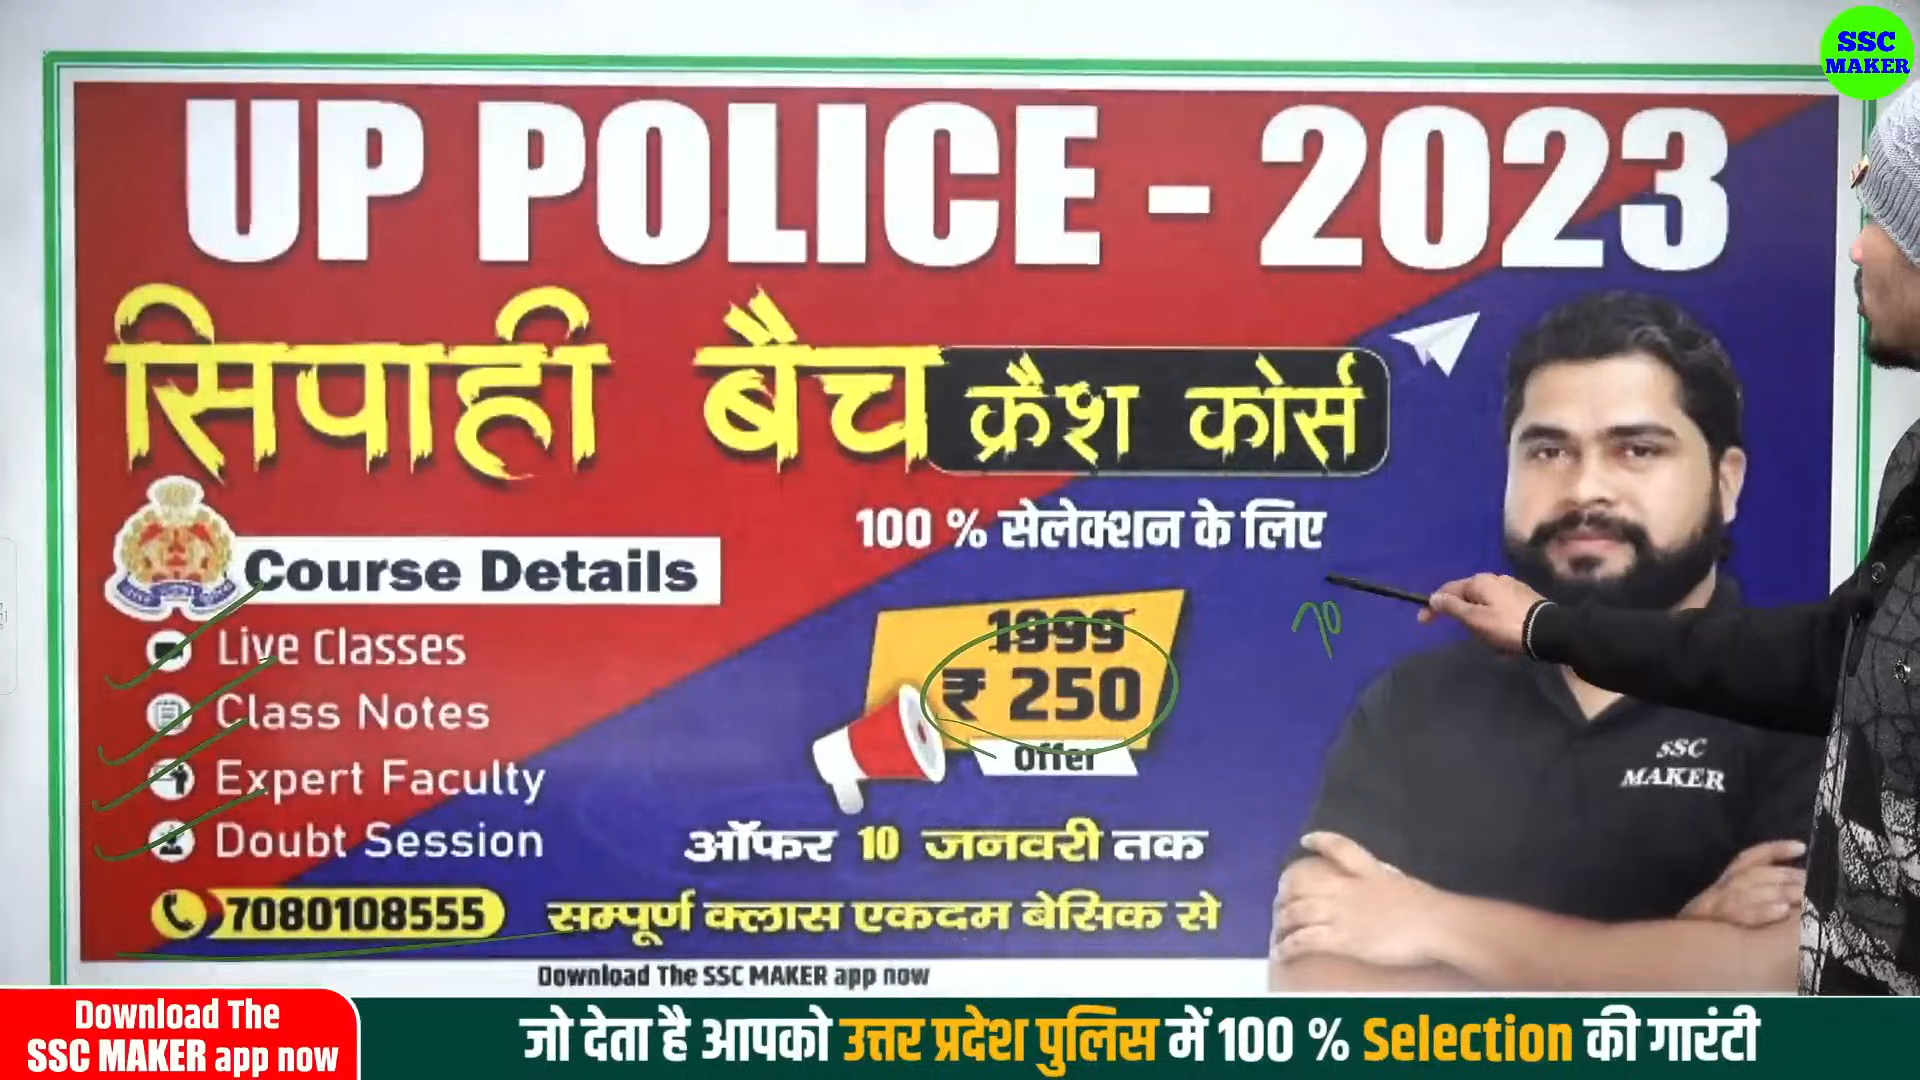 SSC
MAKER
UP POLICE - 2023
सिपाही बैच क्रैश कोर्स
100 % सेलेक्शन के लिए
Course Details
1999
₹ 250
Offer
Live Classes
Class Notes
Expert Faculty
Doubt Session
70
SSC
MAKER
ऑफर 10 जनवरी तक
7080108555
सम्पूर्ण क्लास एकदम बेसिक से
Download The SSC MAKER app now
Download The
SSC MAKER app now
जो देता है आपको उत्तर प्रदेश पुलिस में 100 % Selection की गारंटी